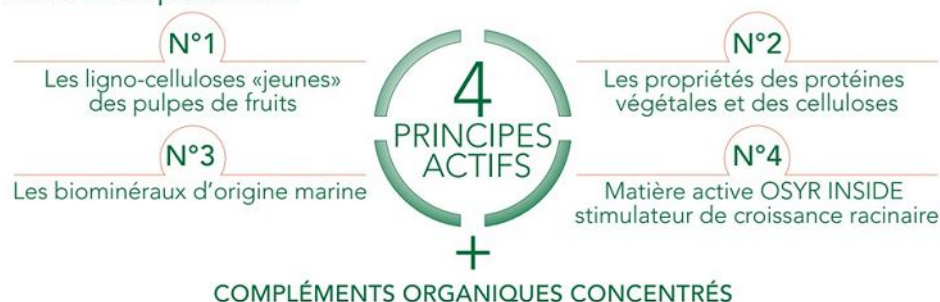 N°1
Les ligno-celluloses «jeunes»
des pulpes de fruits
N°2
Les propriétés des protéines
végétales et des celluloses
4
PRINCIPES
ACTIFS
N°3
Les biominéraux d'origine marine
N°4
Matière active OSYR INSIDE
stimulateur de croissance racinaire
+
COMPLÉMENTS ORGANIQUES CONCENTRÉS